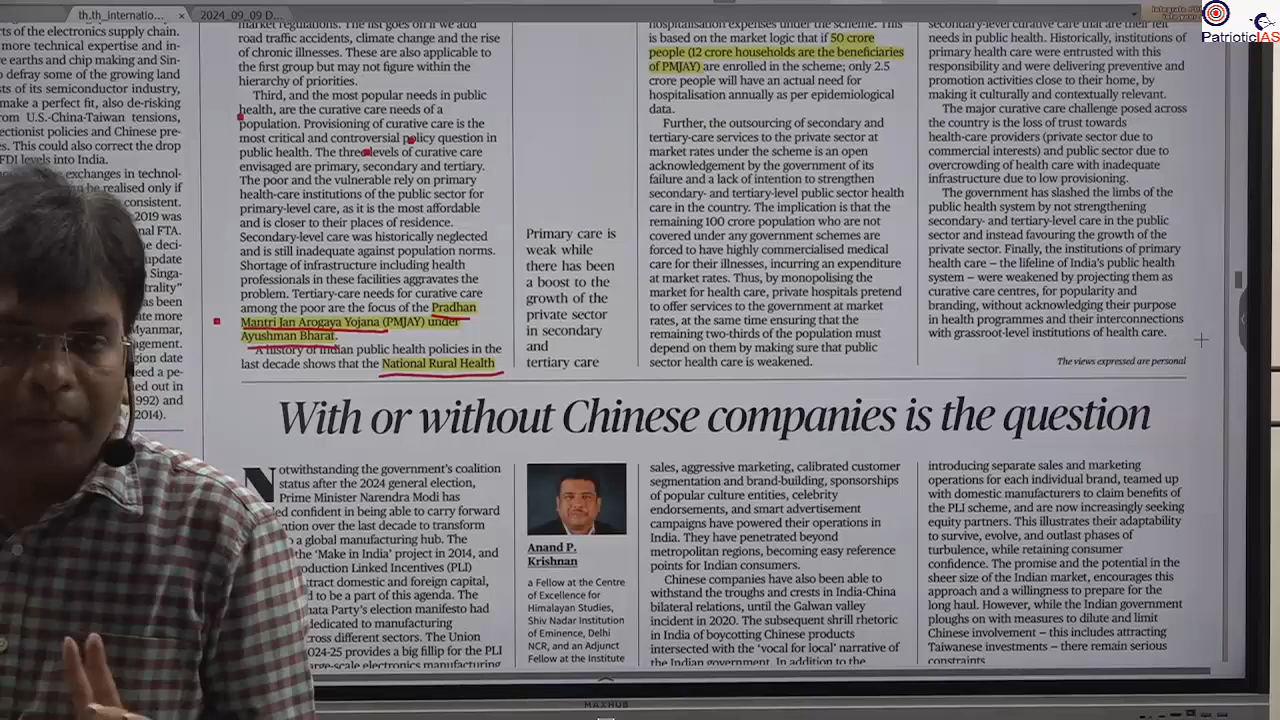 th.th_internatio...
2024_09_09 D...
PatrioticIAS
rts of the electronics supply chain.
more technical expertise and in-
e earths and chip making and Sin-
o defray some of the growing land
sts of its semiconductor industry,
make a perfect fit, also de-risking
rom U.S.-China-Taiwan tensions,
ectionist policies and Chinese pre-
s. This could also correct the drop
FDI levels into India.
exchanges in technol-
be realised only if
consistent.
2019 was
nal FTA.
he deci-
update
Singa-
trality"
as been
ate more
Myanmar,
agement.
gion date
eed a pe-
ed out in
992) and
2014).
market regulations. The list goes on if we add
road traffic accidents, climate change and the rise
of chronic illnesses. These are also applicable to
the first group but may not figure within the
hierarchy of priorities.
Third, and the most popular needs in public
health, are the curative care needs of a
population. Provisioning of curative care is the
most critical and controversial policy question in
public health. The three levels of curative care
envisaged are primary, secondary and tertiary.
The poor and the vulnerable rely on primary
health-care institutions of the public sector for
primary-level care, as it is the most affordable
and is closer to their places of residence.
Secondary-level care was historically neglected
and is still inadequate against population norms.
Shortage of infrastructure including health
professionals in these facilities aggravates the
problem. Tertiary-care needs for curative care
among the poor are the focus of the Pradhan
Mantri Jan Arogaya Yojana (PMJAY) under
Ayushman Bharat.
A history of Indian public health policies in the
last decade shows that the National Rural Health
Primary care is
weak while
there has been
a boost to the
growth of the
private sector
in secondary
and
tertiary care
hospitalisation expenses under the scheme. This
is based on the market logic that if 50 crore
people (12 crore households are the beneficiaries
of PMJAY) are enrolled in the scheme; only 2.5
crore people will have an actual need for
hospitalisation annually as per epidemiological
data.
Further, the outsourcing of secondary and
tertiary-care services to the private sector at
market rates under the scheme is an open
acknowledgement by the government of its
failure and a lack of intention to strengthen
secondary- and tertiary-level public sector health
care in the country. The implication is that the
remaining 100 crore population who are not
covered under any government schemes are
forced to have highly commercialised medical
care for their illnesses, incurring an expenditure
at market rates. Thus, by monopolising the
market for health care, private hospitals pretend
to offer services to the government at market
rates, at the same time ensuring that the
remaining two-thirds of the population must
depend on them by making sure that public
sector health care is weakened.
secondary-level curative care that are their felt
needs in public health. Historically, institutions of
primary health care were entrusted with this
responsibility and were delivering preventive and
promotion activities close to their home, by
making it culturally and contextually relevant.
The major curative care challenge posed across
the country is the loss of trust towards
health-care providers (private sector due to
commercial interests) and public sector due to
overcrowding of health care with inadequate
infrastructure due to low provisioning.
The government has slashed the limbs of the
public health system by not strengthening
secondary- and tertiary-level care in the public
sector and instead favouring the growth of the
private sector. Finally, the institutions of primary
health care – the lifeline of India's public health
system – were weakened by projecting them as
curative care centres, for popularity and
branding, without acknowledging their purpose
in health programmes and their interconnections
with grassroot-level institutions of health care.
The views expressed are personal
With or without Chinese companies is the question
Notwithstanding the government's coalition
status after the 2024 general election,
Prime Minister Narendra Modi has
ed confident in being able to carry forward
ntion over the last decade to transform
o a global manufacturing hub. The
the 'Make in India' project in 2014, and
oduction Linked Incentives (PLI)
ttract domestic and foreign capital,
d to be a part of this agenda. The
nata Party's election manifesto had
dedicated to manufacturing
cross different sectors. The Union
024-25 provides a big fillip for the PLI
arge-scale electronics manufacturing
Anand P.
Krishnan
a Fellow at the Centre
of Excellence for
Himalayan Studies,
Shiv Nadar Institution
of Eminence, Delhi
NCR, and an Adjunct
Fellow at the Institute
sales, aggressive marketing, calibrated customer
segmentation and brand-building, sponsorships
of popular culture entities, celebrity
endorsements, and smart advertisement
campaigns have powered their operations in
India. They have penetrated beyond
metropolitan regions, becoming easy reference
points for Indian consumers.
Chinese companies have also been able to
withstand the troughs and crests in India-China
bilateral relations, until the Galwan valley
incident in 2020. The subsequent shrill rhetoric
in India of boycotting Chinese products
intersected with the 'vocal for local' narrative of
the Indian government. In addition to the
introducing separate sales and marketing
operations for each individual brand, teamed up
with domestic manufacturers to claim benefits of
the PLI scheme, and are now increasingly seeking
equity partners. This illustrates their adaptability
to survive, evolve, and outlast phases of
turbulence, while retaining consumer
confidence. The promise and the potential in the
sheer size of the Indian market, encourages this
approach and a willingness to prepare for the
long haul. However, while the Indian government
ploughs on with measures to dilute and limit
Chinese involvement – this includes attracting
Taiwanese investments – there remain serious
constraints.
MAXHUB